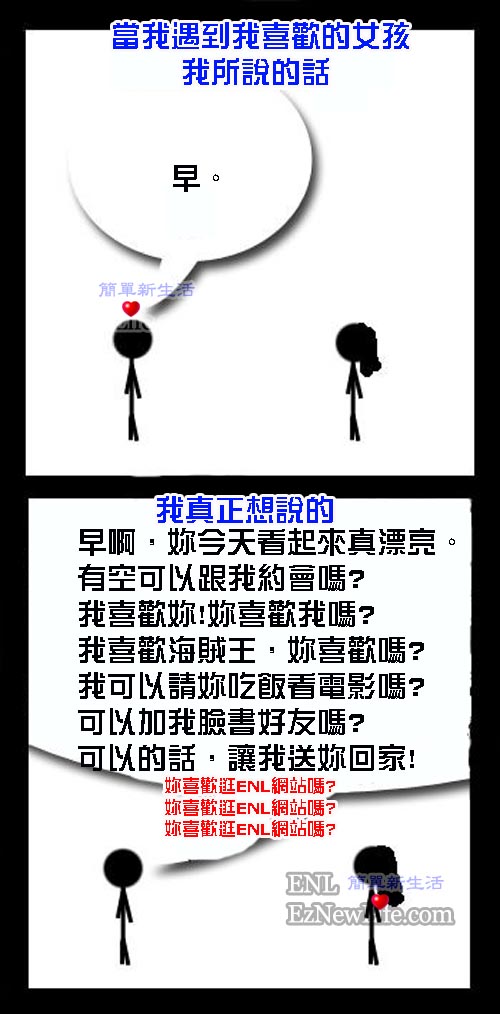 當我遇到我喜歡的女孩
我所說的話
早。
簡單新生活
我真正想說的
早啊，妳今天看起來真漂亮。
有空可以跟我約會嗎?
我喜歡妳!妳喜歡我嗎?
我喜歡海賊王，妳喜歡嗎?
我可以請妳吃飯看電影嗎?
可以加我臉書好友嗎?
可以的話，讓我送妳回家!
妳喜歡逛ENL網站嗎?
妳喜歡逛ENL網站嗎?
妳喜歡逛ENL網站嗎?
ENL 簡單新生活
EzNewLife.com